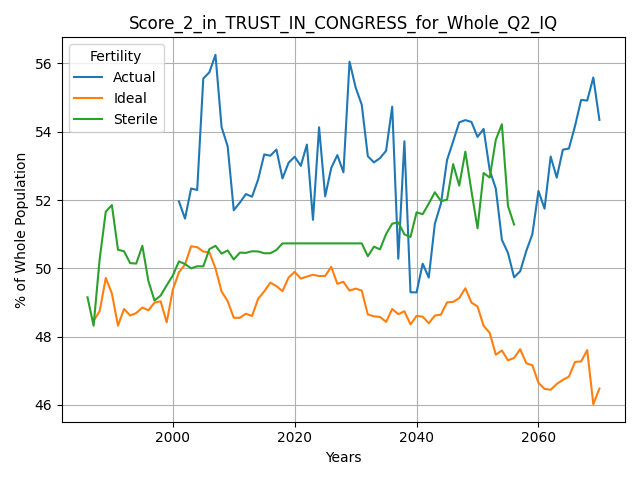 Score_2_in_TRUST_IN_CONGRESS_for_Whole_Q2_IQ
Fertility
Actual
Ideal
Sterile
% of Whole Population
56
54
52
50
48
46
2000 2020 2040 2060
Years